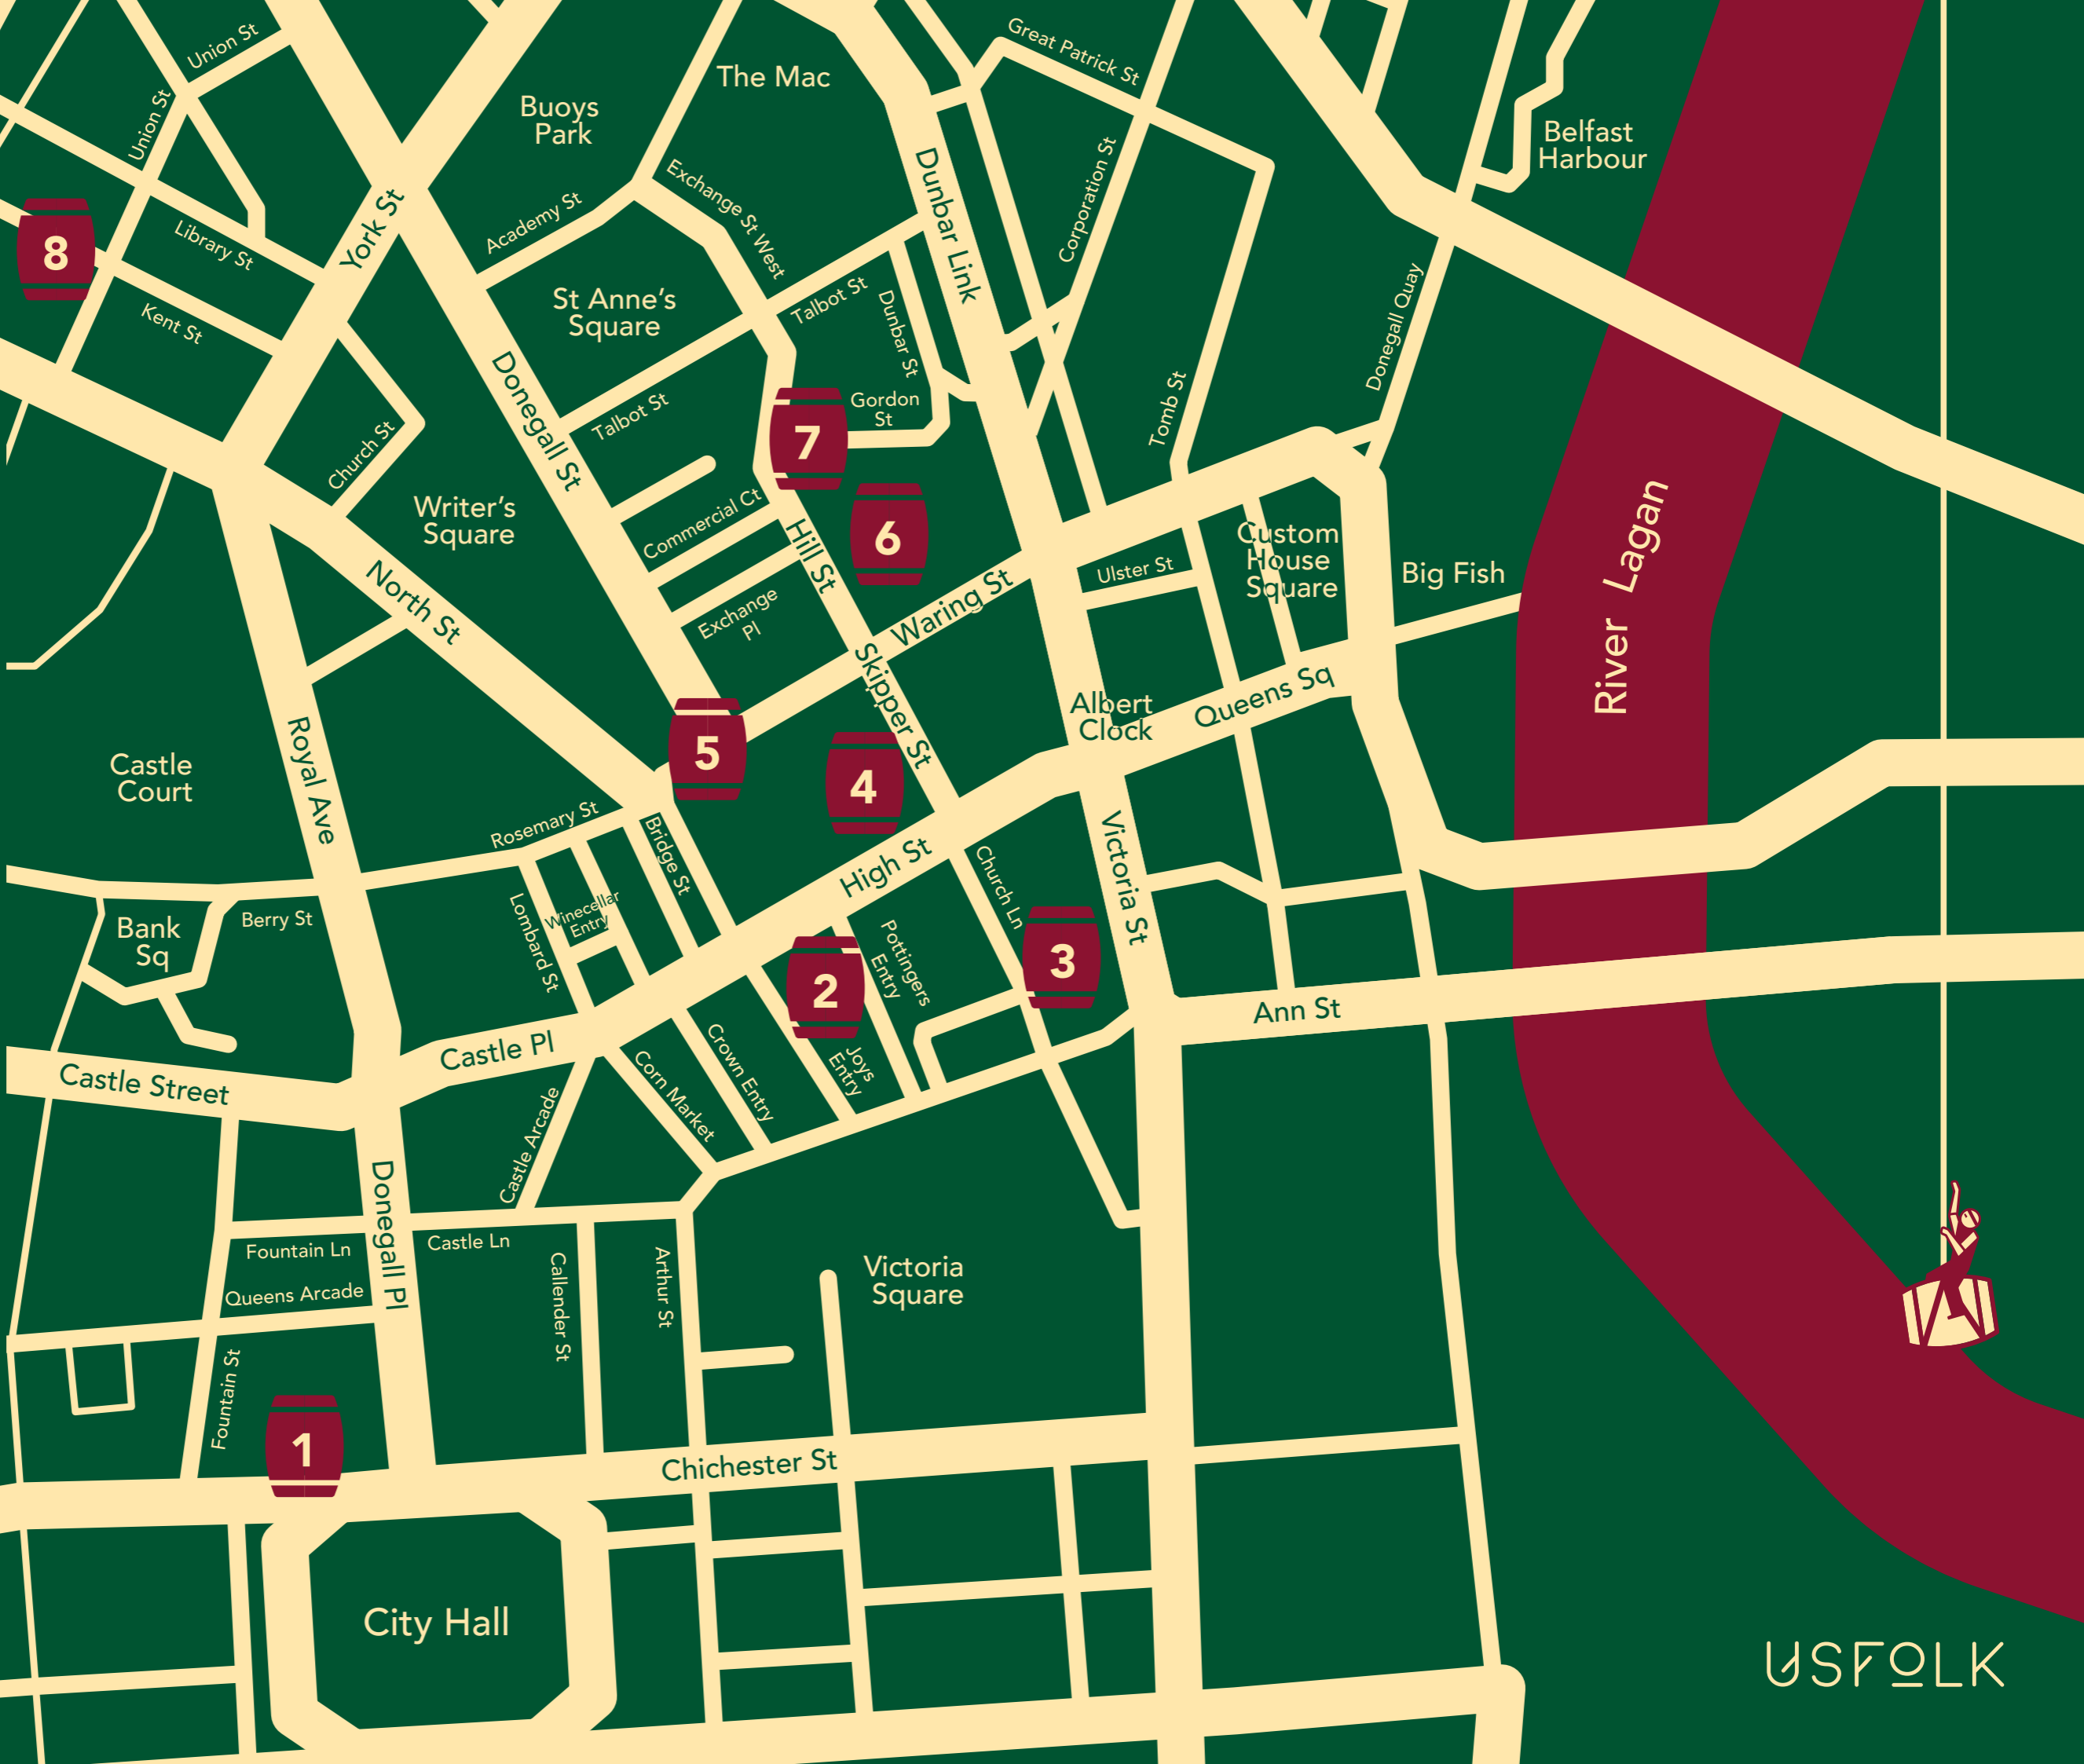 Union St
Great Patrick St
The Mac
Buoys
Park
Belfast
Harbour
Union St
Dunbar Link
Corporation St
Exchange St West
Academy St
York St
Library St
8
Kent St
St Anne's
Square
Talbot St
Dunbar St
Donegall Quay
Donegall St
Talbot St
Gordon
St
Tomb St
7
Church St
Writer's
Square
Commercial Ct
Hill St
6
Custom
House
Square
Ulster St
Big Fish
River Lagan
North St
Exchange
Pl
Waring St
Skipper St
Albert
Clock
Queens Sq
5
4
Castle
Court
Royal Ave
Rosemary St
Bridge St
High St
Victoria St
Church Ln
Lombard St
Winecellar
Entry
Bank
Sq
Berry St
Pottingers
Entry
3
2
Ann St
Castle Pl
Castle Street
Crown Entry
Corn Market
Joys
Entry
Castle Arcade
Donegall Pl
Fountain Ln
Castle Ln
Callender St
Arthur St
Victoria
Square
Queens Arcade
Fountain St
1
Chichester St
City Hall
USFOLK